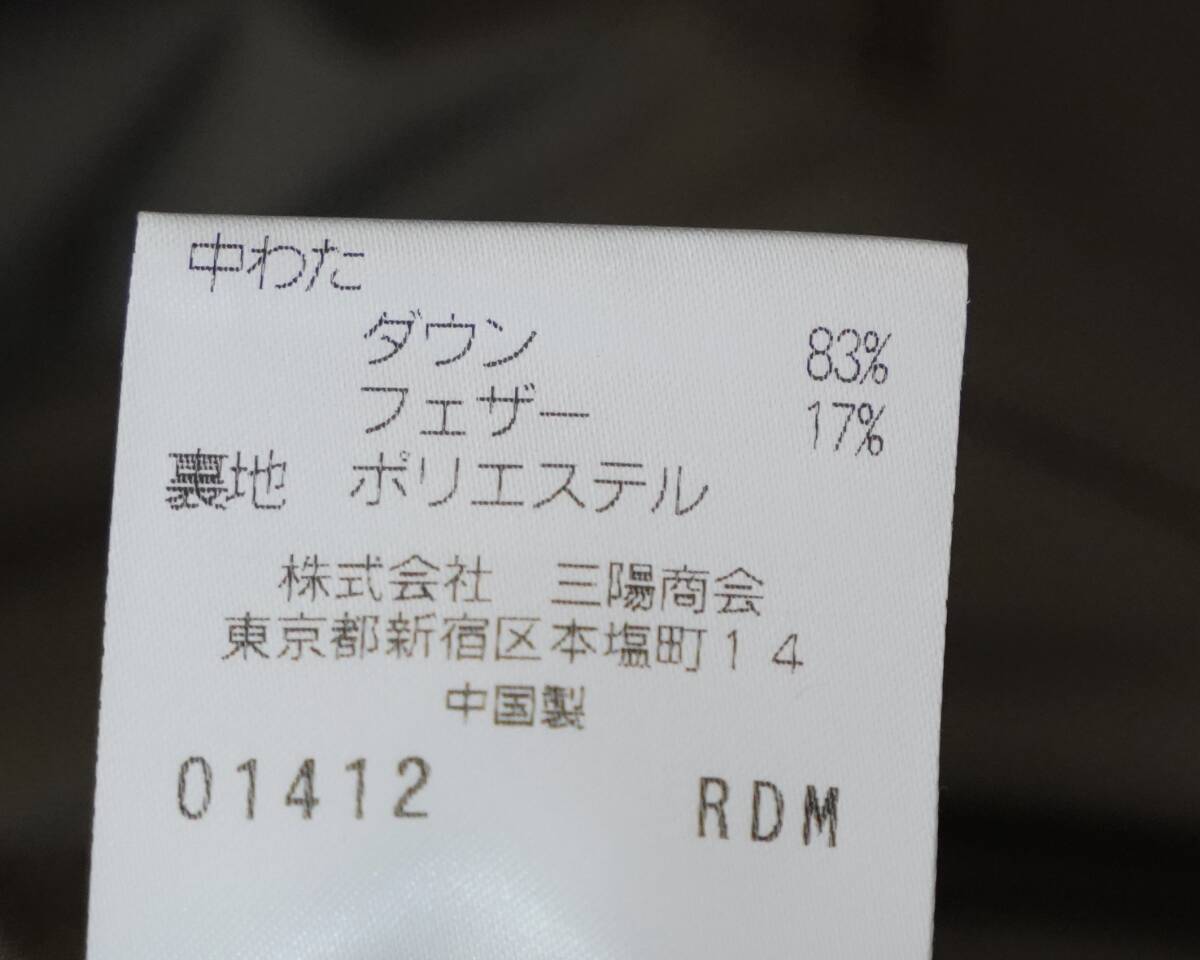 中わた
ダウン 83%
フェザー 17%
裏地 ポリエステル
株式会社 三陽商会
東京都新宿区本塩町14
中国製
01412 RDM